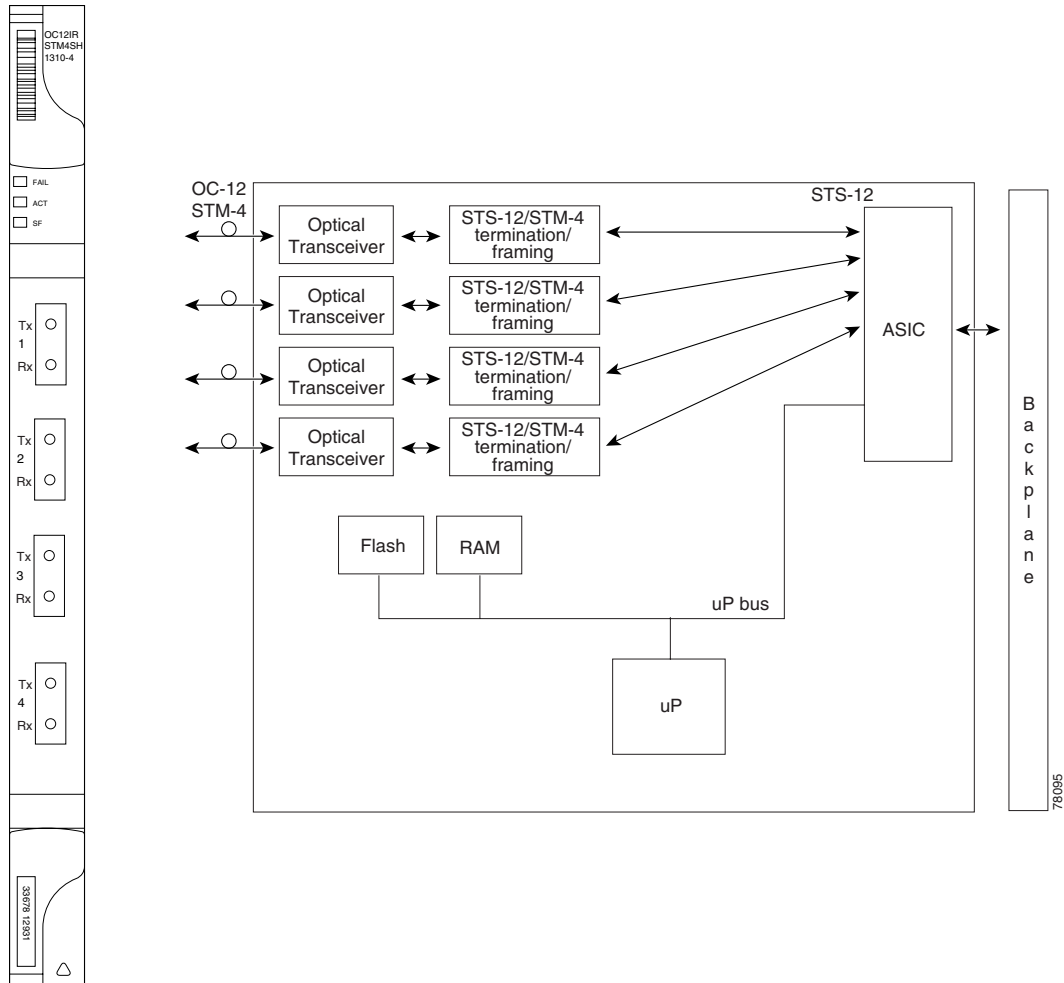 OC12IR
STM4SH
1310-4
FAIL
ACT
SF
Tx
1
Rx
Tx
2
Rx
Tx
3
Rx
Tx
4
Rx
33678 12931
OC-12
STM-4
STS-12
Optical
Transceiver
STS-12/STM-4
termination/
framing
Optical
Transceiver
STS-12/STM-4
termination/
framing
Optical
Transceiver
STS-12/STM-4
termination/
framing
Optical
Transceiver
STS-12/STM-4
termination/
framing
ASIC
Flash
RAM
uP bus
uP
Backplane
78095